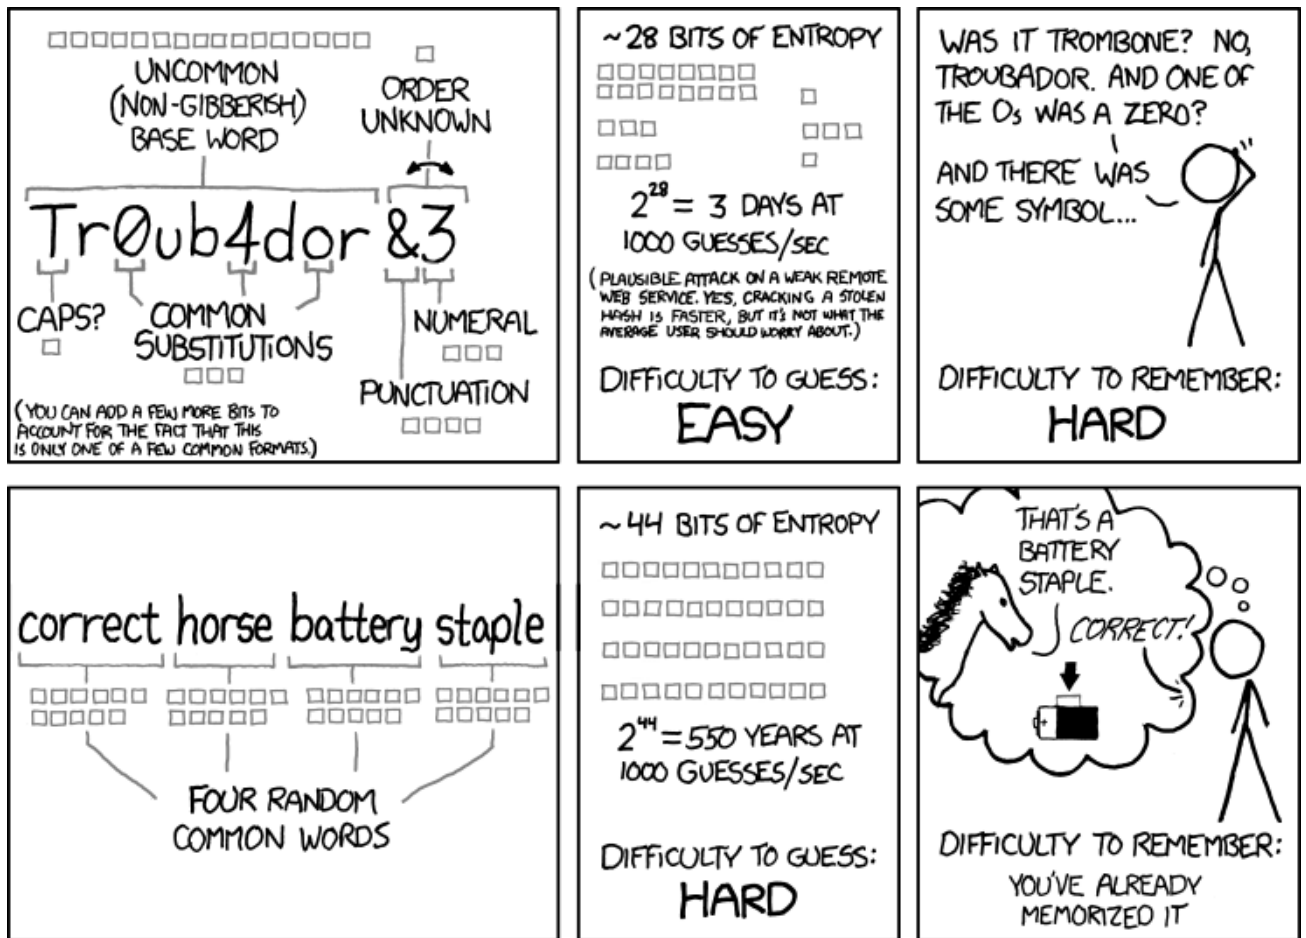 UNCOMMON
(NON-GIBBERISH)
BASE WORD
ORDER
UNKNOWN
Tr0ub4dor &3
CAPS?
COMMON
SUBSTITUTIONS
NUMERAL
PUNCTUATION
(YOU CAN ADD A FEW MORE BITS TO
ACCOUNT FOR THE FACT THAT THIS
IS ONLY ONE OF A FEW COMMON FORMATS.)
~28 BITS OF ENTROPY
2^28 = 3 DAYS AT
1000 GUESSES/SEC
(PLAUSIBLE ATTACK ON A WEAK REMOTE
WEB SERVICE. YES, CRACKING A STOLEN
HASH IS FASTER, BUT IT'S NOT WHAT THE
AVERAGE USER SHOULD WORRY ABOUT.)
DIFFICULTY TO GUESS:
EASY
WAS IT TROMBONE? NO,
TROUBADOR. AND ONE OF
THE Os WAS A ZERO?
AND THERE WAS
SOME SYMBOL...
DIFFICULTY TO REMEMBER:
HARD
correct horse battery staple
FOUR RANDOM
COMMON WORDS
~44 BITS OF ENTROPY
2^44 = 550 YEARS AT
1000 GUESSES/SEC
DIFFICULTY TO GUESS:
HARD
THAT'S A
BATTERY
STAPLE.
CORRECT!
DIFFICULTY TO REMEMBER:
YOU'VE ALREADY
MEMORIZED IT